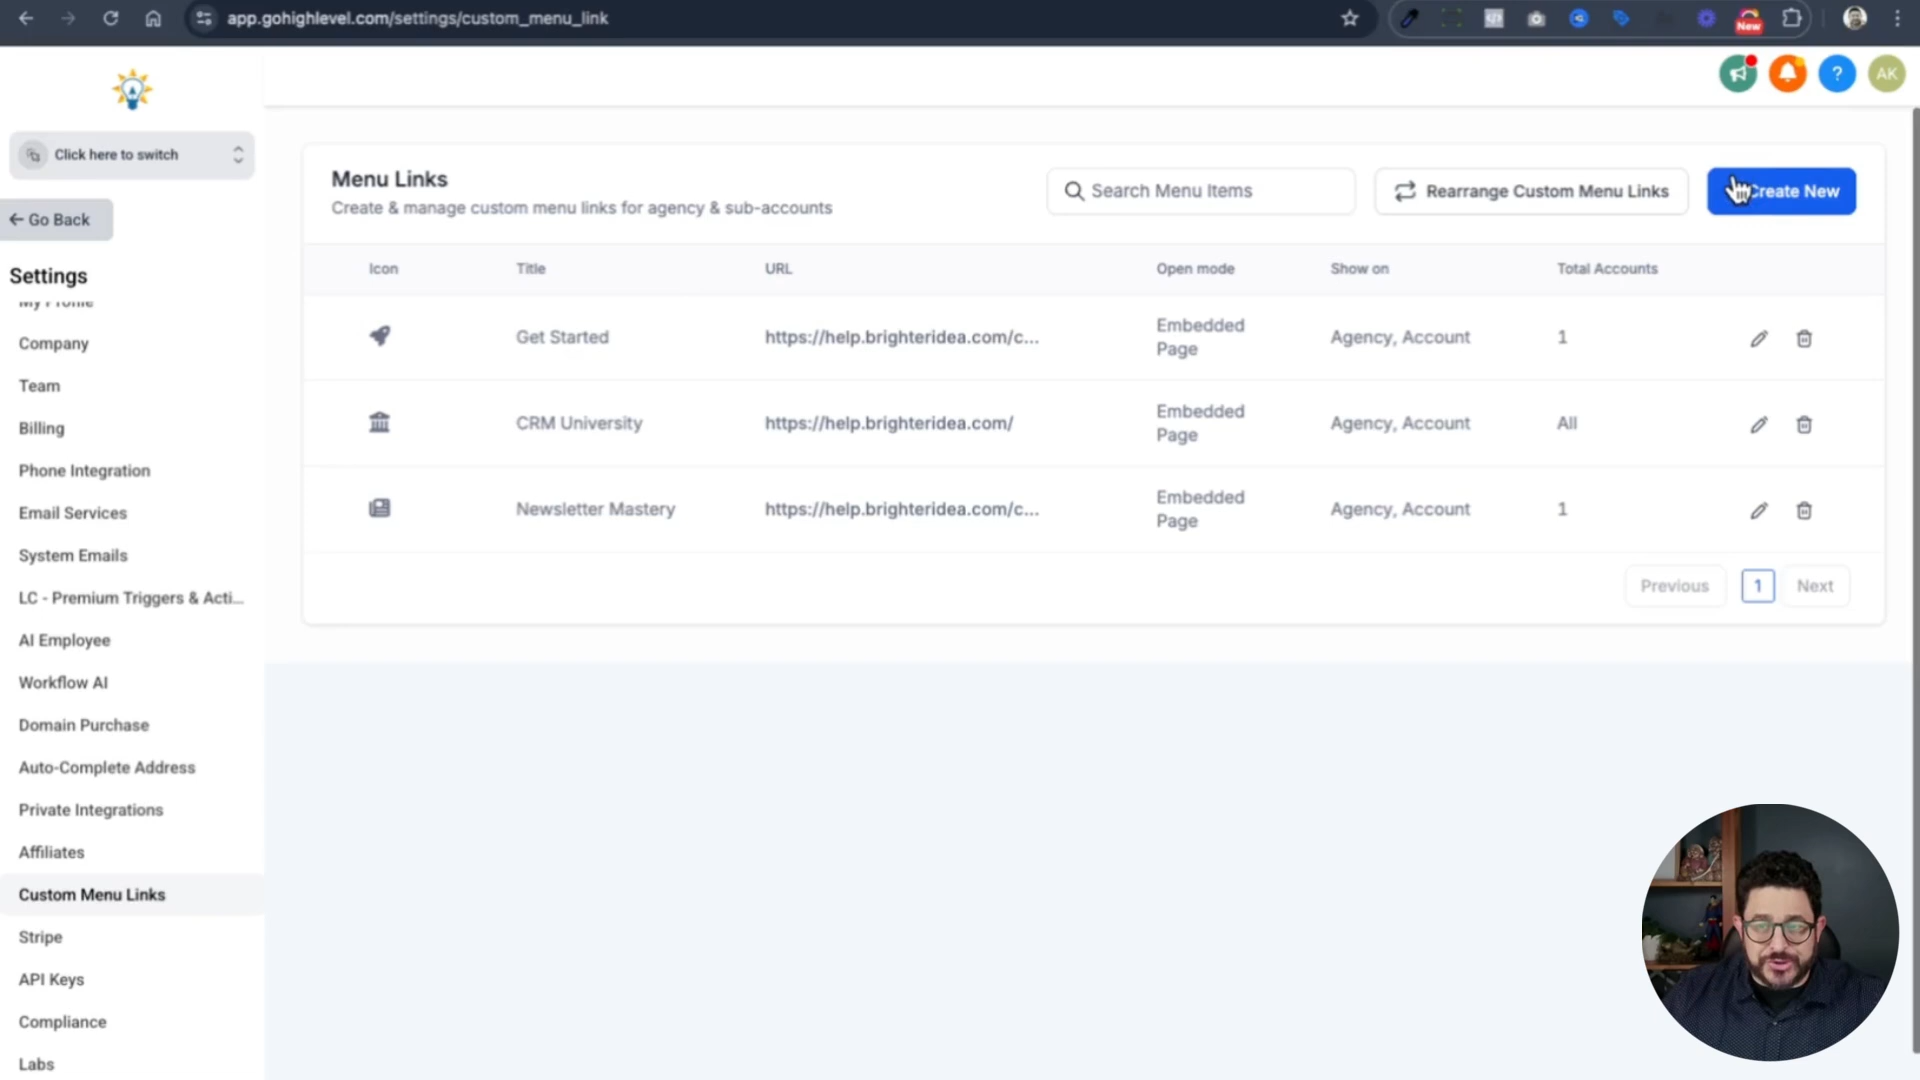 app.gohighlevel.com/settings/custom_menu_link
New
AK
Click here to switch
Go Back
Settings
My Profile
Company
Team
Billing
Phone Integration
Email Services
System Emails
LC - Premium Triggers & Acti...
AI Employee
Workflow AI
Domain Purchase
Auto-Complete Address
Private Integrations
Affiliates
Custom Menu Links
Stripe
API Keys
Compliance
Labs
Menu Links
Create & manage custom menu links for agency & sub-accounts
Search Menu Items
Rearrange Custom Menu Links
Create New
Icon Title URL Open mode Show on Total Accounts
Get Started https://help.brighteridea.com/c... Embedded Page Agency, Account 1
CRM University https://help.brighteridea.com/ Embedded Page Agency, Account All
Newsletter Mastery https://help.brighteridea.com/c... Embedded Page Agency, Account 1
Previous 1 Next